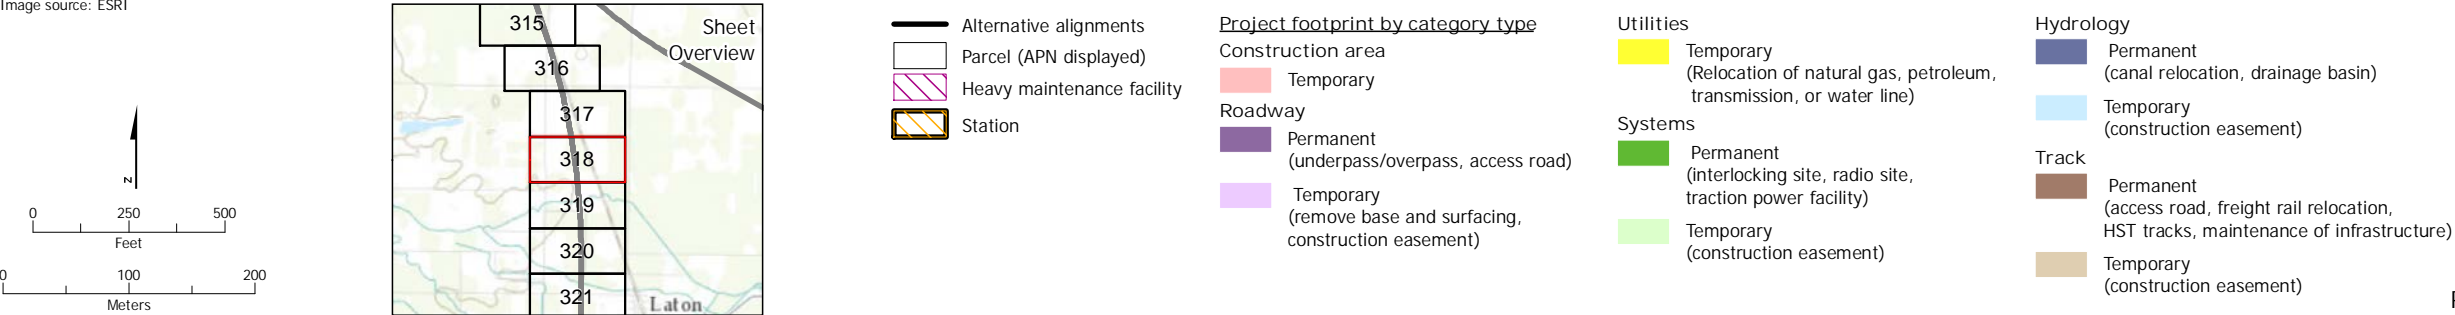 Image source: ESRI
N
0 250 500
Feet
0 100 200
Meters
Sheet
Overview
315
316
317
318
319
320
321
Laton
Alternative alignments
Parcel (APN displayed)
Heavy maintenance facility
Station
Project footprint by category type
Construction area
Temporary
Roadway
Permanent
(underpass/overpass, access road)
Temporary
(remove base and surfacing,
construction easement)
Utilities
Temporary
(Relocation of natural gas, petroleum,
transmission, or water line)
Systems
Permanent
(interlocking site, radio site,
traction power facility)
Temporary
(construction easement)
Hydrology
Permanent
(canal relocation, drainage basin)
Temporary
(construction easement)
Track
Permanent
(access road, freight rail relocation,
HST tracks, maintenance of infrastructure)
Temporary
(construction easement)